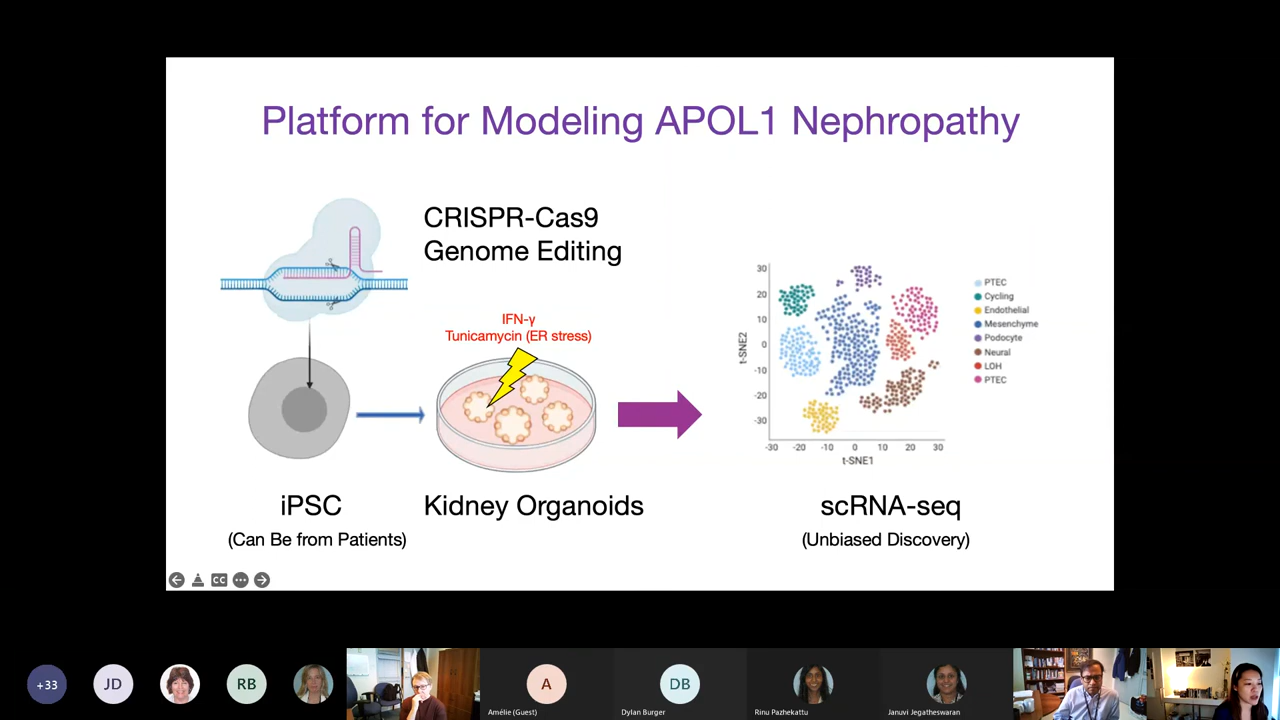 Platform for Modeling APOL1 Nephropathy
CRISPR-Cas9
Genome Editing
IFN-γ
Tunicamycin (ER stress)
iPSC
(Can Be from Patients)
Kidney Organoids
30
20
10
0
-10
-20
-30
t-SNE2
-30
-20
-10
0
10
20
30
t-SNE1
PTEC
Cycling
Endothelial
Mesenchyme
Podocyte
Neural
LOH
PTEC
scRNA-seq
(Unbiased Discovery)
CC
+33
JD
RB
A
Amélie (Guest)
DB
Dylan Burger
Rinu Pazhekattu
Januvi Jegatheswaran